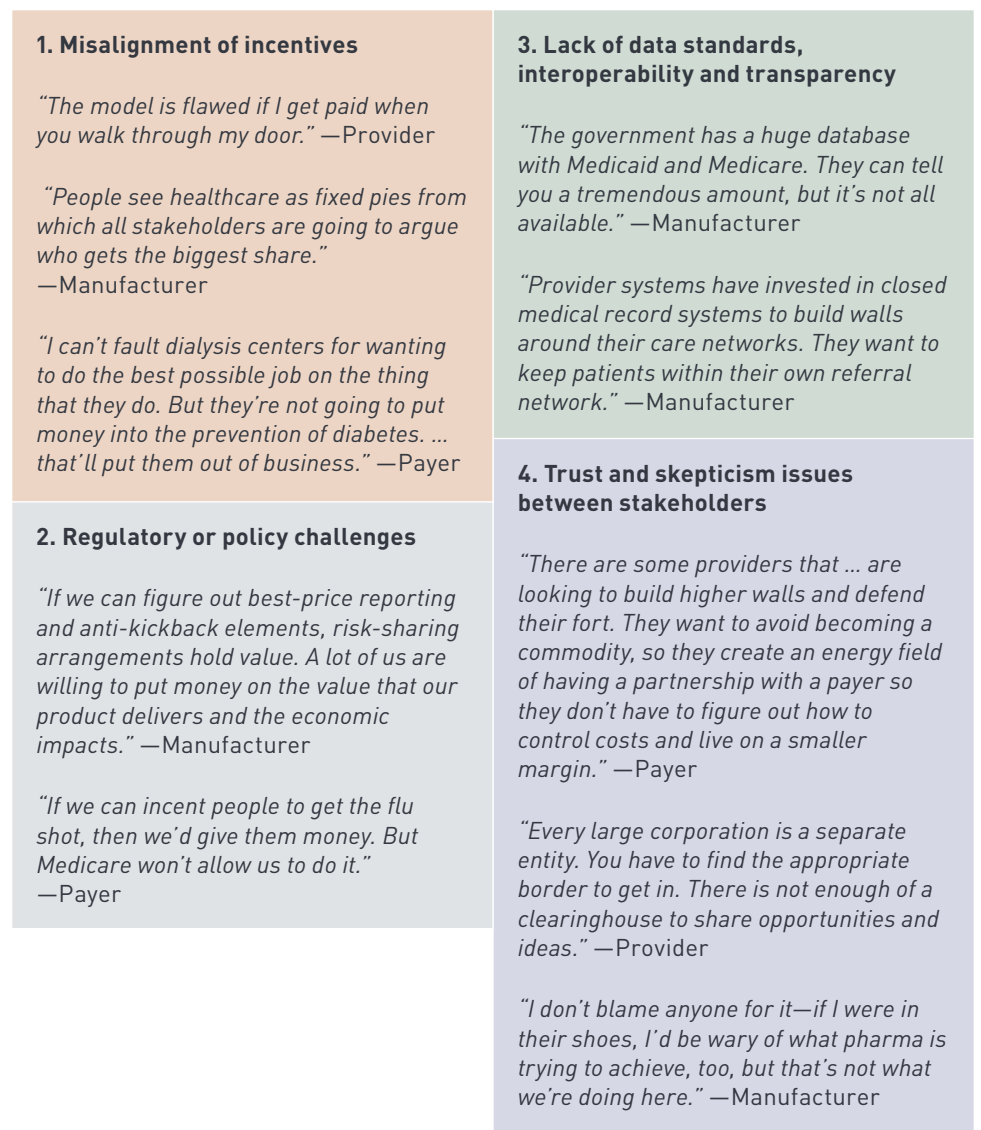 1. Misalignment of incentives
“The model is flawed if I get paid when
you walk through my door.” —Provider
“People see healthcare as fixed pies from
which all stakeholders are going to argue
who gets the biggest share.”
—Manufacturer
“I can’t fault dialysis centers for wanting
to do the best possible job on the thing
that they do. But they’re not going to put
money into the prevention of diabetes. ...
that’ll put them out of business.” —Payer
2. Regulatory or policy challenges
“If we can figure out best-price reporting
and anti-kickback elements, risk-sharing
arrangements hold value. A lot of us are
willing to put money on the value that our
product delivers and the economic
impacts.” —Manufacturer
“If we can incent people to get the flu
shot, then we’d give them money. But
Medicare won’t allow us to do it.”
—Payer
3. Lack of data standards,
interoperability and transparency
“The government has a huge database
with Medicaid and Medicare. They can tell
you a tremendous amount, but it’s not all
available.” —Manufacturer
“Provider systems have invested in closed
medical record systems to build walls
around their care networks. They want to
keep patients within their own referral
network.” —Manufacturer
4. Trust and skepticism issues
between stakeholders
“There are some providers that ... are
looking to build higher walls and defend
their fort. They want to avoid becoming a
commodity, so they create an energy field
of having a partnership with a payer so
they don’t have to figure out how to
control costs and live on a smaller
margin.” —Payer
“Every large corporation is a separate
entity. You have to find the appropriate
border to get in. There is not enough of a
clearinghouse to share opportunities and
ideas.” —Provider
“I don’t blame anyone for it—if I were in
their shoes, I’d be wary of what pharma is
trying to achieve, too, but that’s not what
we’re doing here.” —Manufacturer